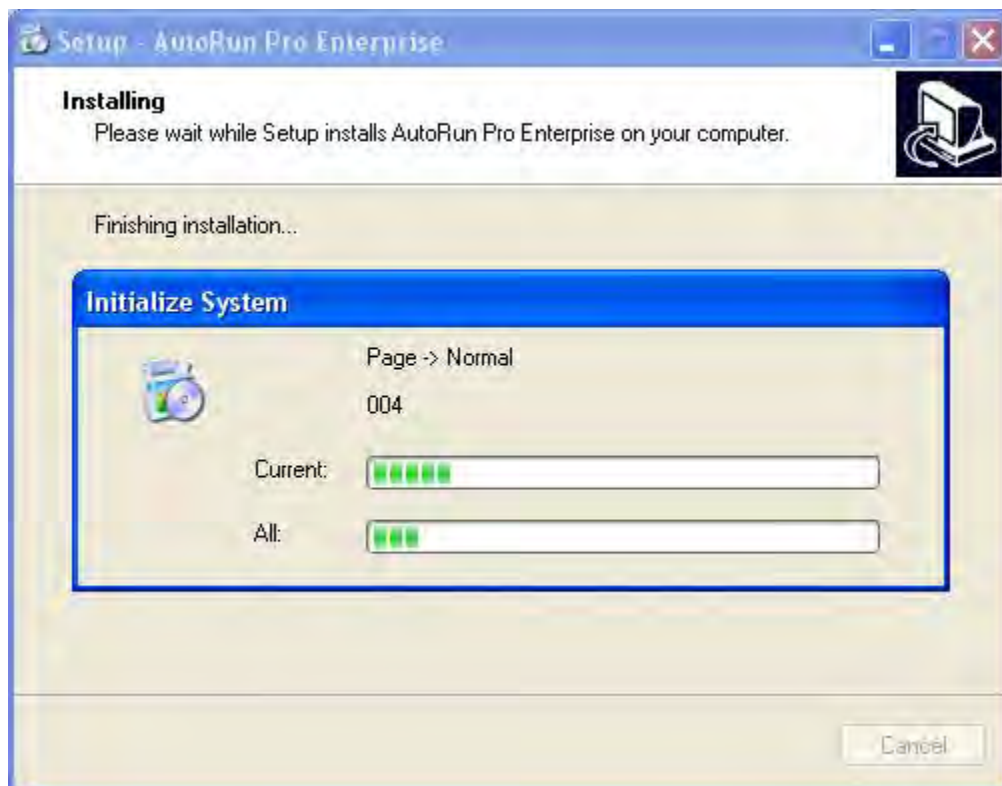 Setup - AutoRun Pro Enterprise
Installing
Please wait while Setup installs AutoRun Pro Enterprise on your computer.
Finishing installation...
Initialize System
Page -> Normal
004
Current:
All:
Cancel